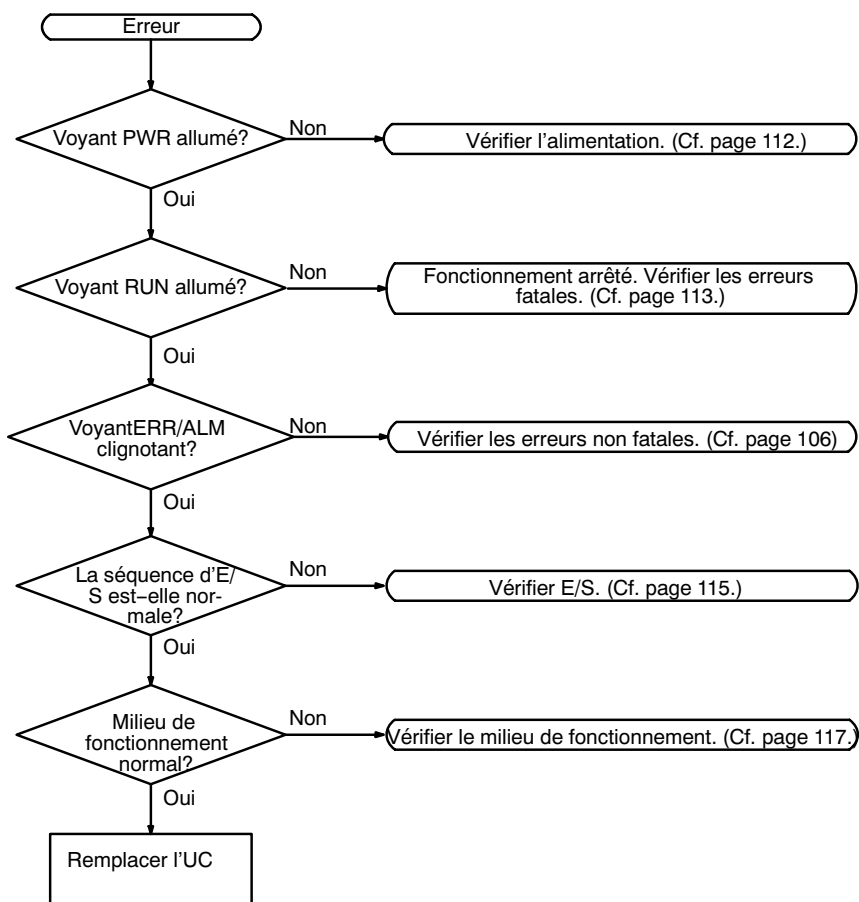 Erreur
Voyant PWR allumé?
Non
Vérifier l'alimentation. (Cf. page 112.)
Oui
Voyant RUN allumé?
Non
Fonctionnement arrêté. Vérifier les erreurs
fatales. (Cf. page 113.)
Oui
VoyantERR/ALM
clignotant?
Non
Vérifier les erreurs non fatales. (Cf. page 106)
Oui
La séquence d'E/
S est–elle nor-
male?
Non
Vérifier E/S. (Cf. page 115.)
Oui
Milieu de
fonctionnement
normal?
Non
Vérifier le milieu de fonctionnement. (Cf. page 117.)
Oui
Remplacer l'UC